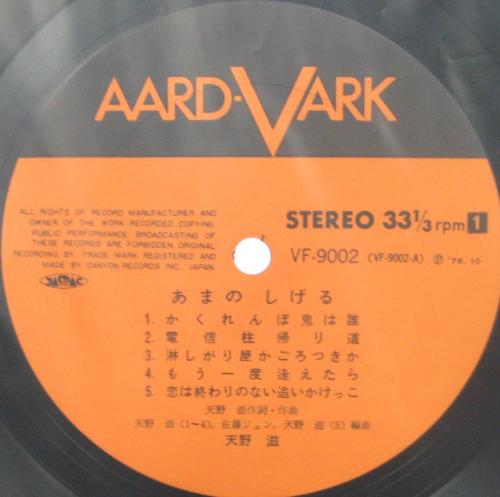 AARD-VARK
ALL RIGHTS OF RECORD MANUFACTURER AND
OWNER OF THE WORK RECORDED COPYING
PUBLIC PERFORMANCE, BROADCASTING OF
THESE RECORDS ARE FORBIDDEN. ORIGINAL
RECORDING BY. TRADE MARK REGISTERED AND
MADE BY CANYON RECORDS INC., JAPAN
JASRAC
STEREO 33⅓ rpm 1
VF-9002 (VF-9002-A) Ⓟ '76.10
あまの しげる
1. かくれんぼ鬼は誰
2. 電信柱帰り道
3. 淋しがり屋かごろつきか
4. もう一度逢えたら
5. 恋は終わりのない追いかけっこ
天野 滋作詞・作曲
天野 滋(1〜4)、佐藤ジュン、天野 滋(5)編曲
天野 滋